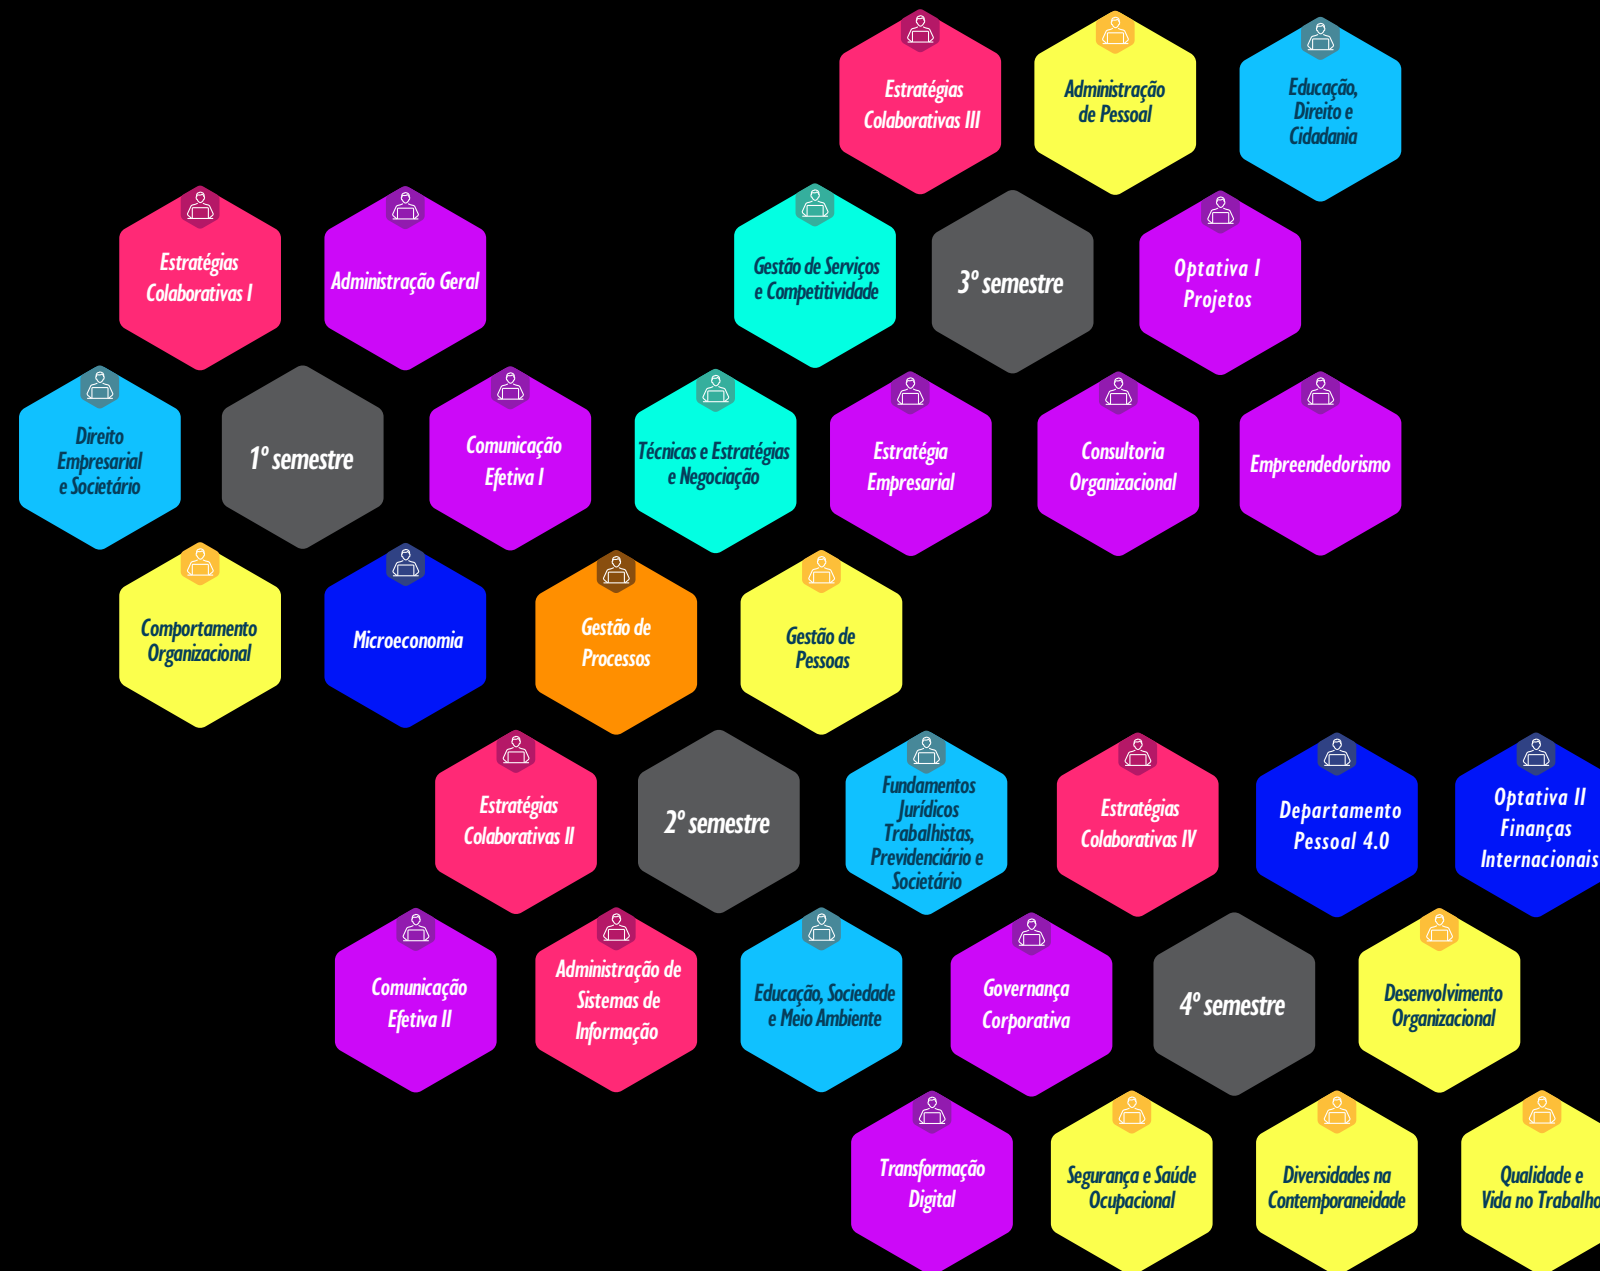 Estratégias
Colaborativas III
Administração
de Pessoal
Educação,
Direito e
Cidadania
Estratégias
Colaborativas I
Administração Geral
Gestão de Serviços
e Competitividade
3º semestre
Optativa I
Projetos
Direito
Empresarial
e Societário
1º semestre
Comunicação
Efetiva I
Técnicas e Estratégias
e Negociação
Estratégia
Empresarial
Consultoria
Organizacional
Empreendedorismo
Comportamento
Organizacional
Microeconomia
Gestão de
Processos
Gestão de
Pessoas
Estratégias
Colaborativas II
2º semestre
Fundamentos
Jurídicos
Trabalhistas,
Previdenciário e
Societário
Estratégias
Colaborativas IV
Departamento
Pessoal 4.0
Optativa II
Finanças
Internacionais
Comunicação
Efetiva II
Administração de
Sistemas de
Informação
Educação, Sociedade
e Meio Ambiente
Governança
Corporativa
4º semestre
Desenvolvimento
Organizacional
Transformação
Digital
Segurança e Saúde
Ocupacional
Diversidades na
Contemporaneidade
Qualidade e
Vida no Trabalho